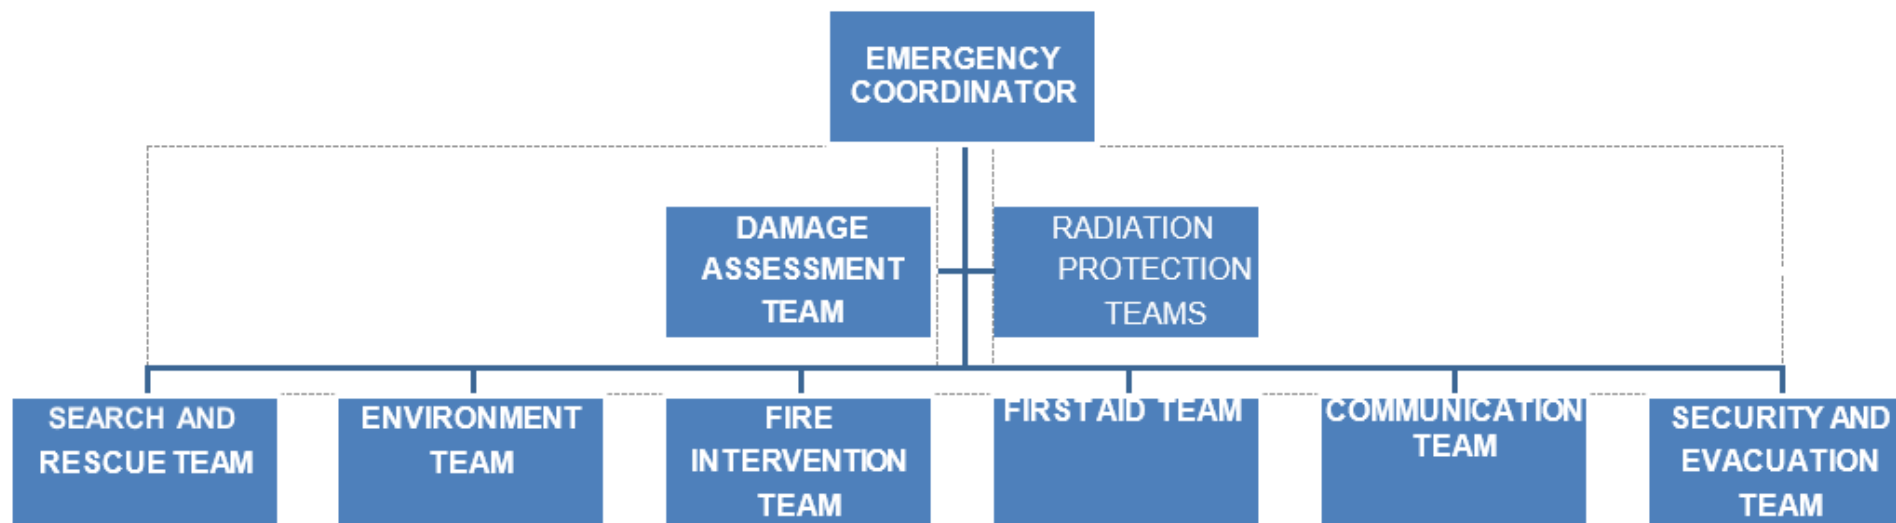 EMERGENCY
COORDINATOR
DAMAGE
ASSESSMENT
TEAM
RADIATION
PROTECTION
TEAMS
SEARCH AND
RESCUE TEAM
ENVIRONMENT
TEAM
FIRE
INTERVENTION
TEAM
FIRST AID TEAM
COMMUNICATION
TEAM
SECURITY AND
EVACUATION
TEAM